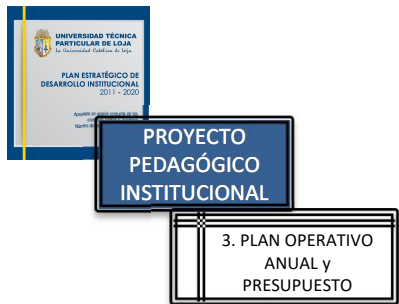 UNIVERSIDAD TÉCNICA
PARTICULAR DE LOJA
La Universidad Católica de Loja
PLAN ESTRATÉGICO DE
DESARROLLO INSTITUCIONAL
2011 - 2020
PROYECTO
PEDAGÓGICO
INSTITUCIONAL
3. PLAN OPERATIVO
ANUAL y
PRESUPUESTO